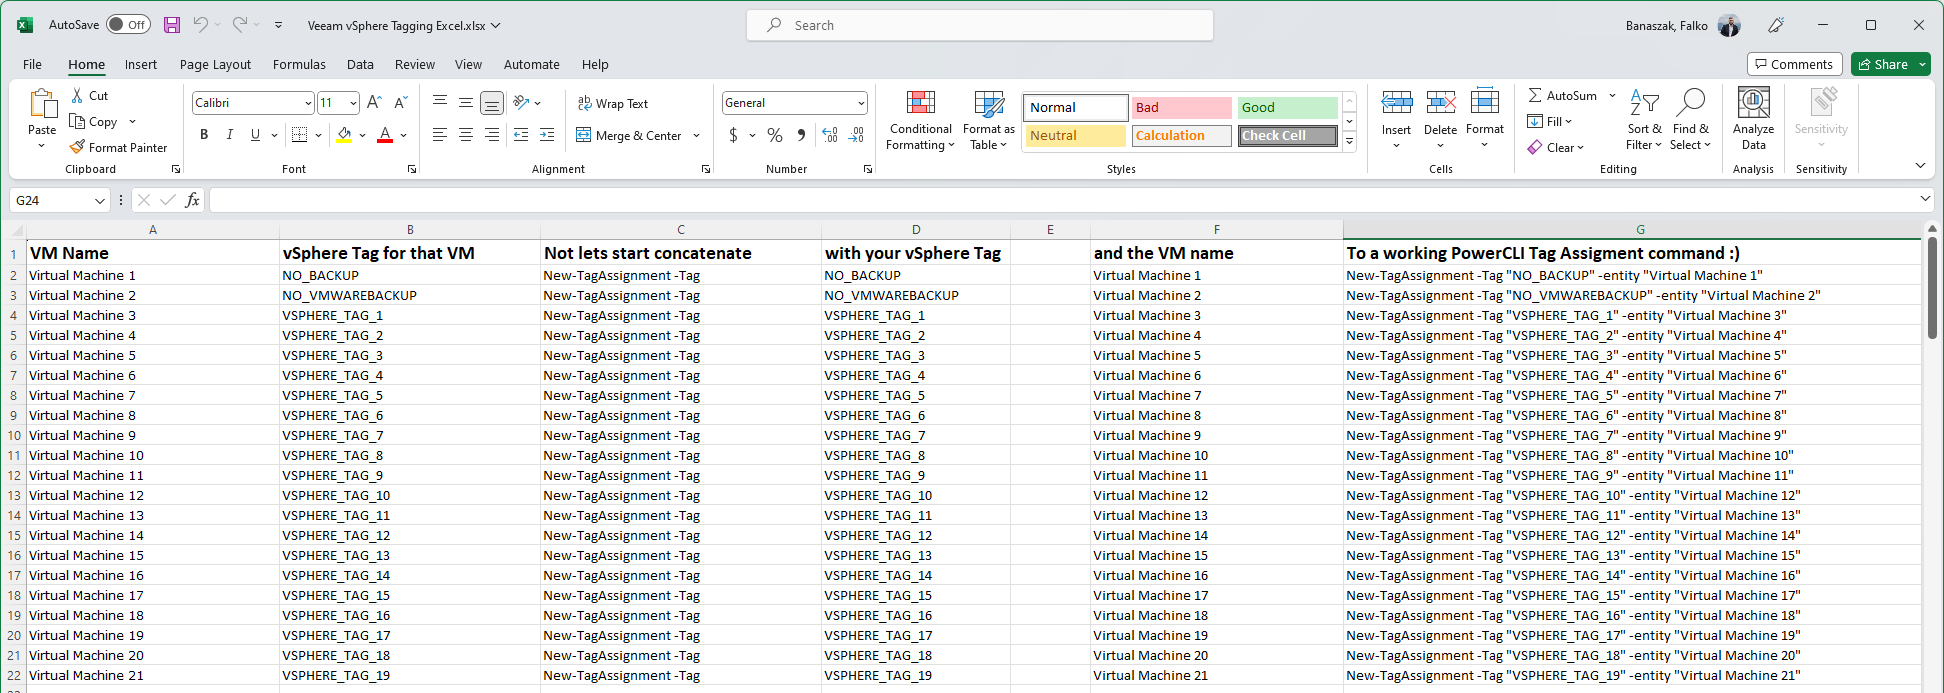 AutoSave Off Veeam vSphere Tagging Excel.xlsx Search Banaszak, Falko
File Home Insert Page Layout Formulas Data Review View Automate Help Comments Share
Cut Calibri 11 Wrap Text General Normal Bad Good AutoSum
Paste Copy Conditional Formatting Format as Table Insert Delete Format Fill Sort & Filter Find & Select Analyze Data Sensitivity
Format Painter B I U A Merge & Center $ % Neutral Calculation Check Cell Clear
Clipboard Font Alignment Number Styles Cells Editing Analysis Sensitivity
G24 fx
A B C D E F G
1 VM Name vSphere Tag for that VM Not lets start concatenate with your vSphere Tag and the VM name To a working PowerCLI Tag Assigment command :)
2 Virtual Machine 1 NO_BACKUP New-TagAssignment -Tag NO_BACKUP Virtual Machine 1 New-TagAssignment -Tag "NO_BACKUP" -entity "Virtual Machine 1"
3 Virtual Machine 2 NO_VMWAREBACKUP New-TagAssignment -Tag NO_VMWAREBACKUP Virtual Machine 2 New-TagAssignment -Tag "NO_VMWAREBACKUP" -entity "Virtual Machine 2"
4 Virtual Machine 3 VSPHERE_TAG_1 New-TagAssignment -Tag VSPHERE_TAG_1 Virtual Machine 3 New-TagAssignment -Tag "VSPHERE_TAG_1" -entity "Virtual Machine 3"
5 Virtual Machine 4 VSPHERE_TAG_2 New-TagAssignment -Tag VSPHERE_TAG_2 Virtual Machine 4 New-TagAssignment -Tag "VSPHERE_TAG_2" -entity "Virtual Machine 4"
6 Virtual Machine 5 VSPHERE_TAG_3 New-TagAssignment -Tag VSPHERE_TAG_3 Virtual Machine 5 New-TagAssignment -Tag "VSPHERE_TAG_3" -entity "Virtual Machine 5"
7 Virtual Machine 6 VSPHERE_TAG_4 New-TagAssignment -Tag VSPHERE_TAG_4 Virtual Machine 6 New-TagAssignment -Tag "VSPHERE_TAG_4" -entity "Virtual Machine 6"
8 Virtual Machine 7 VSPHERE_TAG_5 New-TagAssignment -Tag VSPHERE_TAG_5 Virtual Machine 7 New-TagAssignment -Tag "VSPHERE_TAG_5" -entity "Virtual Machine 7"
9 Virtual Machine 8 VSPHERE_TAG_6 New-TagAssignment -Tag VSPHERE_TAG_6 Virtual Machine 8 New-TagAssignment -Tag "VSPHERE_TAG_6" -entity "Virtual Machine 8"
10 Virtual Machine 9 VSPHERE_TAG_7 New-TagAssignment -Tag VSPHERE_TAG_7 Virtual Machine 9 New-TagAssignment -Tag "VSPHERE_TAG_7" -entity "Virtual Machine 9"
11 Virtual Machine 10 VSPHERE_TAG_8 New-TagAssignment -Tag VSPHERE_TAG_8 Virtual Machine 10 New-TagAssignment -Tag "VSPHERE_TAG_8" -entity "Virtual Machine 10"
12 Virtual Machine 11 VSPHERE_TAG_9 New-TagAssignment -Tag VSPHERE_TAG_9 Virtual Machine 11 New-TagAssignment -Tag "VSPHERE_TAG_9" -entity "Virtual Machine 11"
13 Virtual Machine 12 VSPHERE_TAG_10 New-TagAssignment -Tag VSPHERE_TAG_10 Virtual Machine 12 New-TagAssignment -Tag "VSPHERE_TAG_10" -entity "Virtual Machine 12"
14 Virtual Machine 13 VSPHERE_TAG_11 New-TagAssignment -Tag VSPHERE_TAG_11 Virtual Machine 13 New-TagAssignment -Tag "VSPHERE_TAG_11" -entity "Virtual Machine 13"
15 Virtual Machine 14 VSPHERE_TAG_12 New-TagAssignment -Tag VSPHERE_TAG_12 Virtual Machine 14 New-TagAssignment -Tag "VSPHERE_TAG_12" -entity "Virtual Machine 14"
16 Virtual Machine 15 VSPHERE_TAG_13 New-TagAssignment -Tag VSPHERE_TAG_13 Virtual Machine 15 New-TagAssignment -Tag "VSPHERE_TAG_13" -entity "Virtual Machine 15"
17 Virtual Machine 16 VSPHERE_TAG_14 New-TagAssignment -Tag VSPHERE_TAG_14 Virtual Machine 16 New-TagAssignment -Tag "VSPHERE_TAG_14" -entity "Virtual Machine 16"
18 Virtual Machine 17 VSPHERE_TAG_15 New-TagAssignment -Tag VSPHERE_TAG_15 Virtual Machine 17 New-TagAssignment -Tag "VSPHERE_TAG_15" -entity "Virtual Machine 17"
19 Virtual Machine 18 VSPHERE_TAG_16 New-TagAssignment -Tag VSPHERE_TAG_16 Virtual Machine 18 New-TagAssignment -Tag "VSPHERE_TAG_16" -entity "Virtual Machine 18"
20 Virtual Machine 19 VSPHERE_TAG_17 New-TagAssignment -Tag VSPHERE_TAG_17 Virtual Machine 19 New-TagAssignment -Tag "VSPHERE_TAG_17" -entity "Virtual Machine 19"
21 Virtual Machine 20 VSPHERE_TAG_18 New-TagAssignment -Tag VSPHERE_TAG_18 Virtual Machine 20 New-TagAssignment -Tag "VSPHERE_TAG_18" -entity "Virtual Machine 20"
22 Virtual Machine 21 VSPHERE_TAG_19 New-TagAssignment -Tag VSPHERE_TAG_19 Virtual Machine 21 New-TagAssignment -Tag "VSPHERE_TAG_19" -entity "Virtual Machine 21"